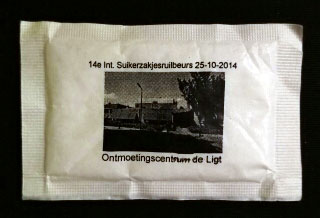 14e Int. Suikerzakjesruilbeurs 25-10-2014
Ontmoetingscentrum de Ligt